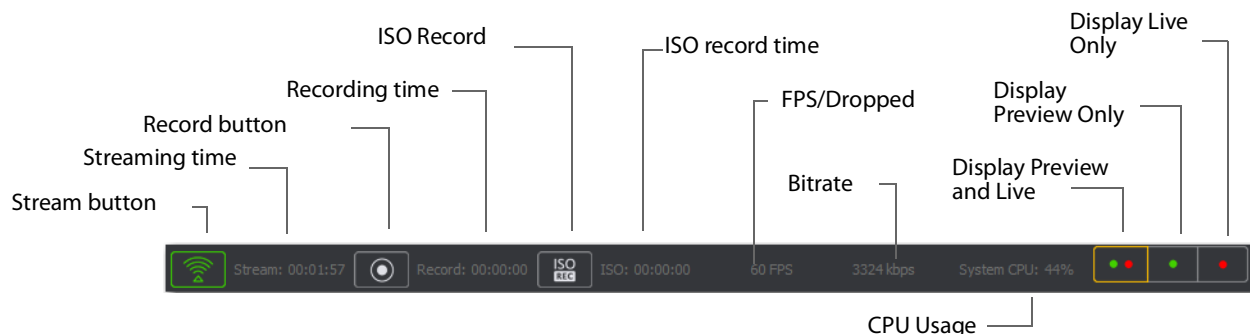 Display Live
Only
ISO Record
ISO record time
Recording time
FPS/Dropped
Display
Preview Only
Record button
Streaming time
Display Preview
and Live
Bitrate
Stream button
Stream: 00:01:57
Record: 00:00:00
ISO
REC
ISO: 00:00:00
60 FPS
3324 kbps
System CPU: 44%
CPU Usage